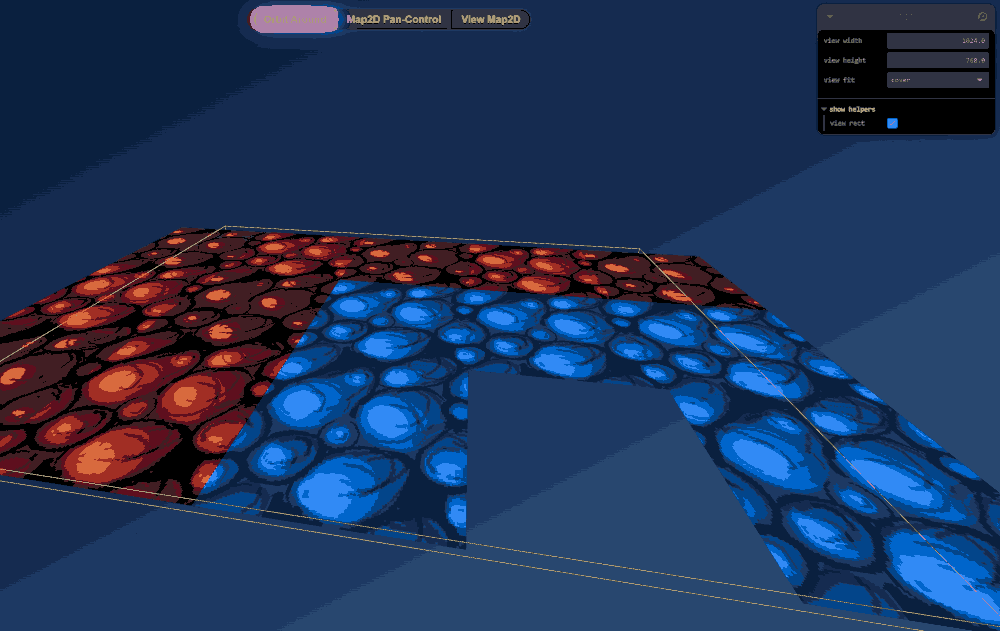 Map2D Pan-Control
View Map2D
view width 1024.0
view height 760.0
view fit cover
show helpers
view rect